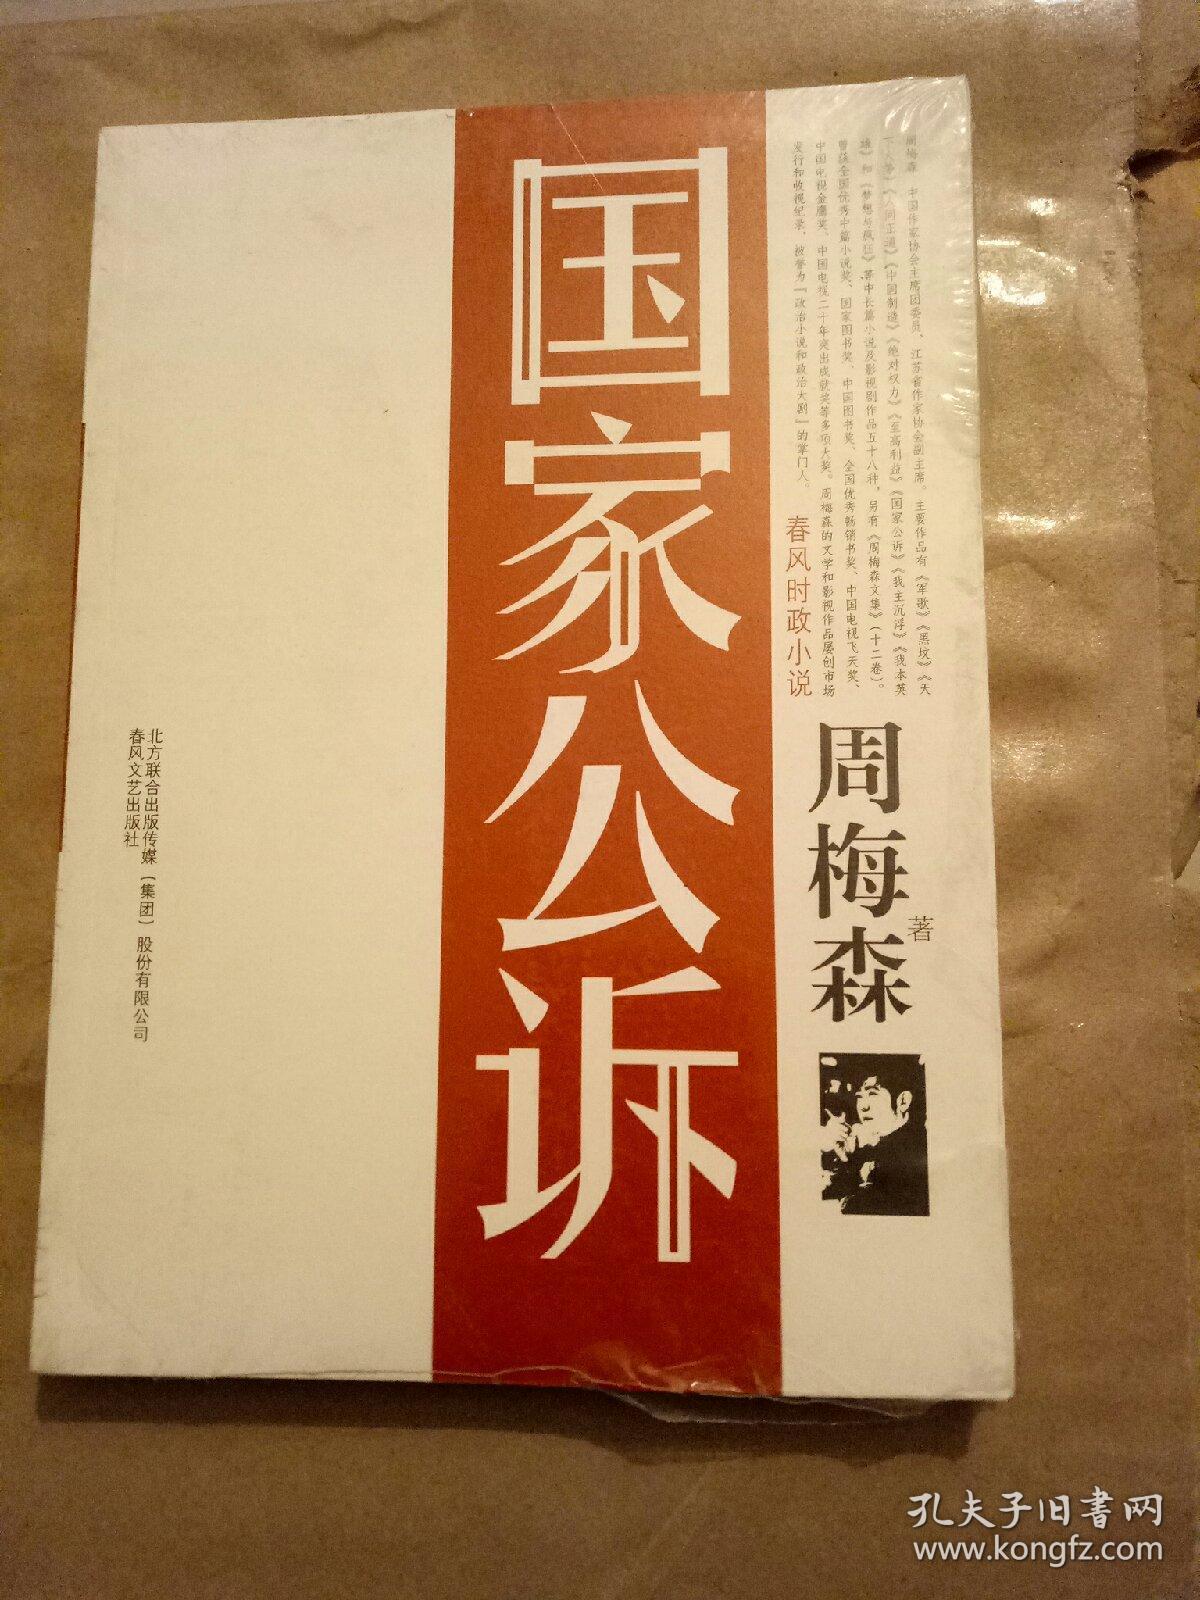 周梅森 中国作家协会主席团委员、江苏省作家协会副主席。主要作品有《军歌》《黑坟》《天
下大势》《人间正道》《中国制造》《绝对权力》《至高利益》《国家公诉》《我主沉浮》《我本英
雄》和《梦想与疯狂》等中长篇小说及影视剧作品五十八种，另有《周梅森文集》（十二卷）。
曾获全国优秀中篇小说奖、国家图书奖、中国图书奖、全国优秀畅销书奖、中国电视飞天奖、
中国电视金鹰奖、中国电视二十年突出成就奖等多项大奖。周梅森的文学和影视作品屡创市场
发行和收视纪录，被誉为「政治小说和政治大剧」的掌门人。
春风时政小说
周梅森
著
国家公诉
北方联合出版传媒（集团）股份有限公司
春风文艺出版社
孔夫子旧书网
www.kongfz.com